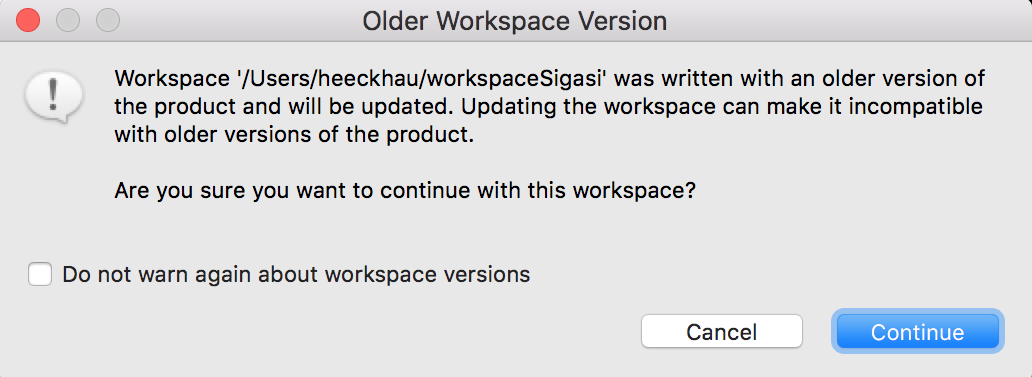 Older Workspace Version
Workspace '/Users/heeckhau/workspaceSigasi' was written with an older version of
the product and will be updated. Updating the workspace can make it incompatible
with older versions of the product.
Are you sure you want to continue with this workspace?
Do not warn again about workspace versions
Cancel
Continue